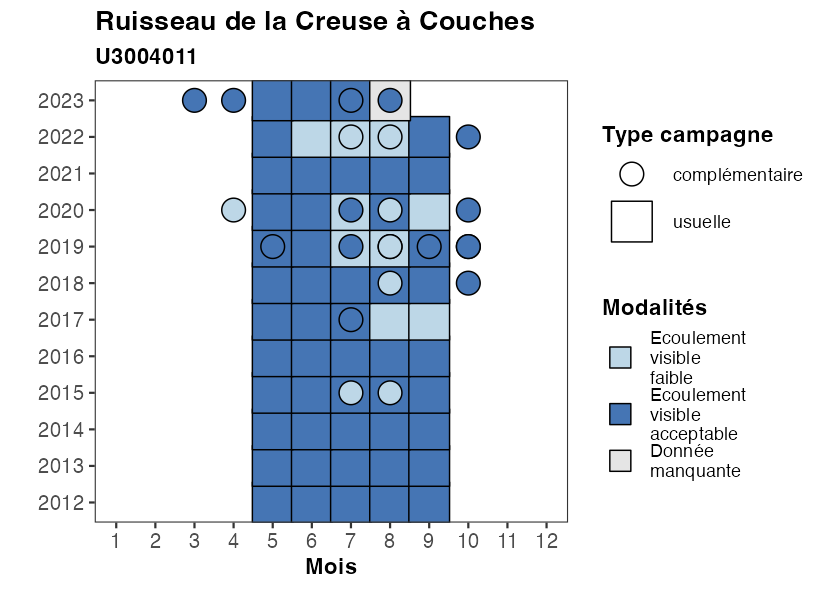 Ruisseau de la Creuse à Couches
U3004011
2023
2022
2021
2020
2019
2018
2017
2016
2015
2014
2013
2012
1 2 3 4 5 6 7 8 9 10 11 12
Mois
Type campagne
complémentaire
usuelle
Modalités
Ecoulement
visible
faible
Ecoulement
visible
acceptable
Donnée
manquante